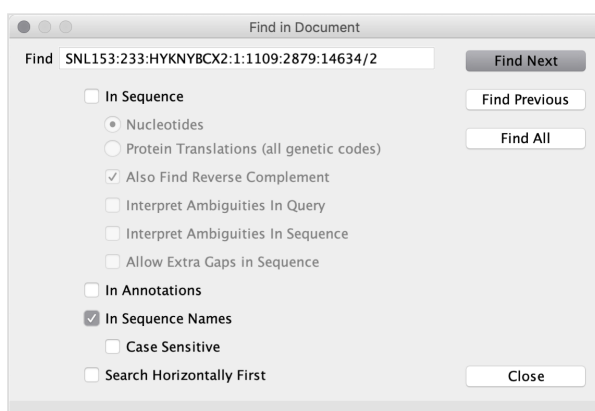 Find in Document
Find SNL153:233:HYKNYBCX2:1:1109:2879:14634/2
Find Next
In Sequence
Find Previous
Nucleotides
Find All
Protein Translations (all genetic codes)
Also Find Reverse Complement
Interpret Ambiguities In Query
Interpret Ambiguities In Sequence
Allow Extra Gaps in Sequence
In Annotations
In Sequence Names
Case Sensitive
Search Horizontally First
Close